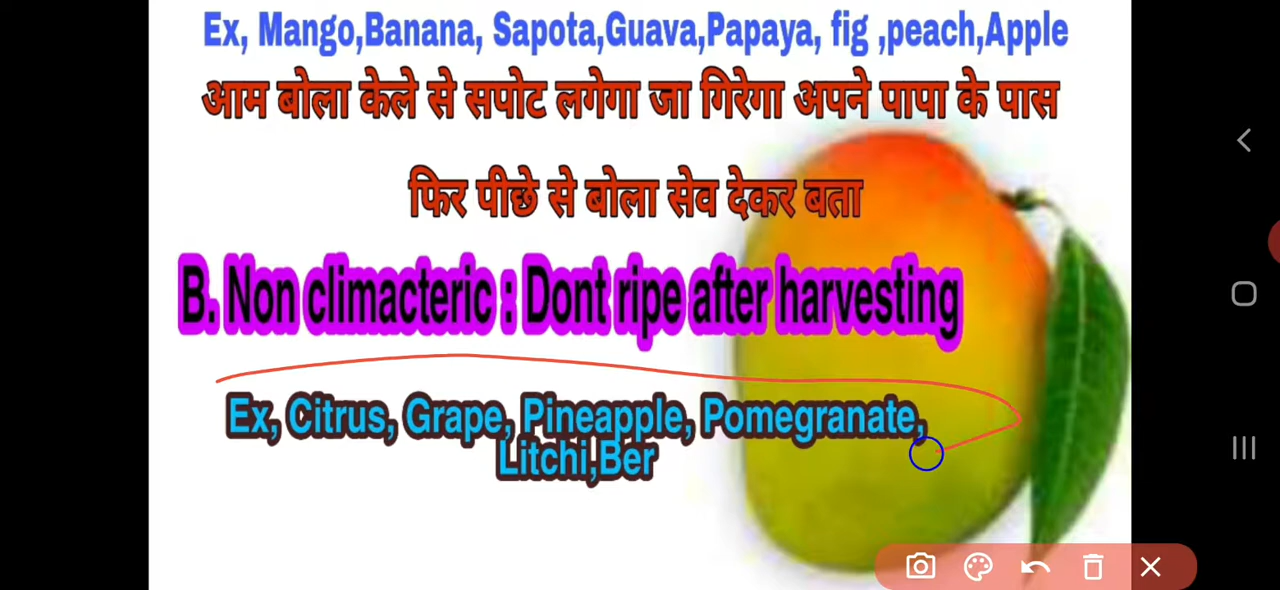 Ex, Mango,Banana, Sapota,Guava,Papaya, fig ,peach,Apple
आम बोला केले से सपोट लगेगा जा गिरेगा अपने पापा के पास
फिर पीछे से बोला सेव देकर बता
B. Non climacteric : Dont ripe after harvesting
Ex, Citrus, Grape, Pineapple, Pomegranate,
Litchi,Ber